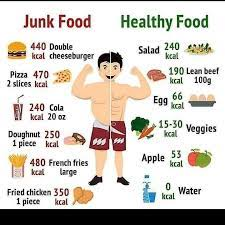 Junk Food
Healthy Food
440 kcal Double cheeseburger
Pizza 2 slices 470 kcal
240 kcal Cola 20 oz
Doughnut 1 piece 250 kcal
480 kcal French fries large
Fried chicken 1 piece 350 kcal
Salad 240 kcal
190 kcal Lean beef 100g
Egg 66 kcal
15-30 kcal Veggies
Apple 53 kcal
0 kcal Water